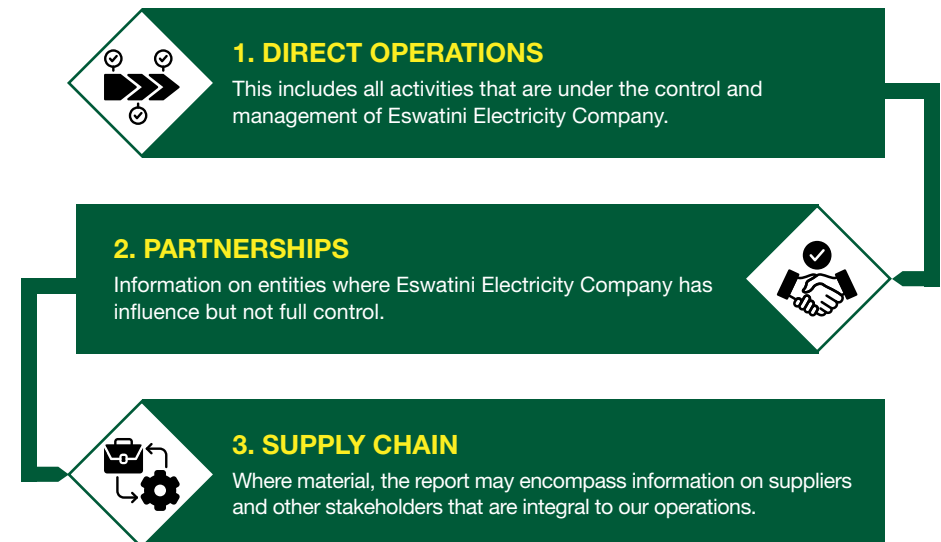 1. DIRECT OPERATIONS
This includes all activities that are under the control and
management of Eswatini Electricity Company.
2. PARTNERSHIPS
Information on entities where Eswatini Electricity Company has
influence but not full control.
3. SUPPLY CHAIN
Where material, the report may encompass information on suppliers
and other stakeholders that are integral to our operations.